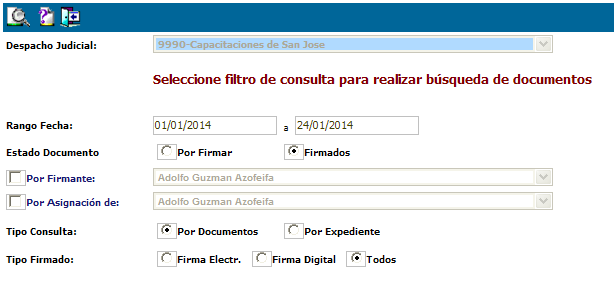 Despacho Judicial: 9990-Capacitaciones de San Jose
Seleccione filtro de consulta para realizar búsqueda de documentos
Rango Fecha: 01/01/2014 a 24/01/2014
Estado Documento Por Firmar Firmados
Por Firmante: Adolfo Guzman Azofeifa
Por Asignación de: Adolfo Guzman Azofeifa
Tipo Consulta: Por Documentos Por Expediente
Tipo Firmado: Firma Electr. Firma Digital Todos